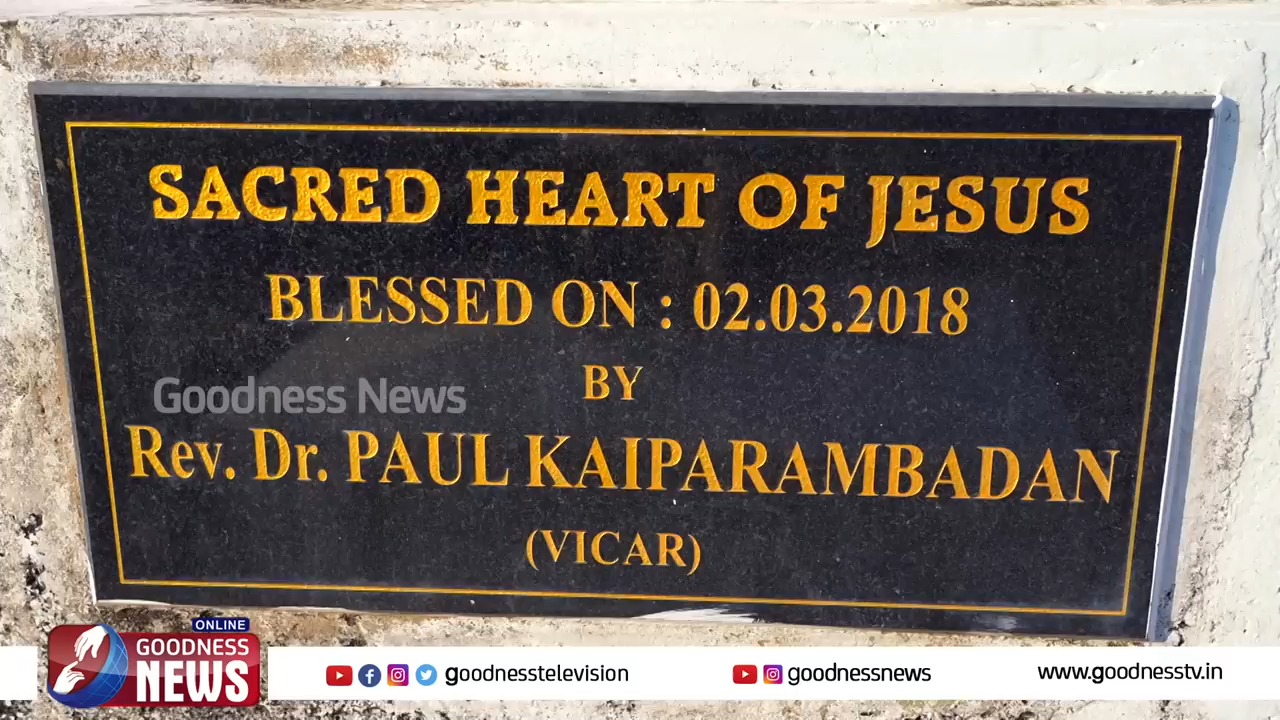 SACRED HEART OF JESUS
BLESSED ON : 02.03.2018
BY
Goodness News
Rev. Dr. PAUL KAIPARAMBADAN
(VICAR)
ONLINE
GOODNESS
NEWS
goodnesstelevision
goodnessnews
www.goodnesstv.in